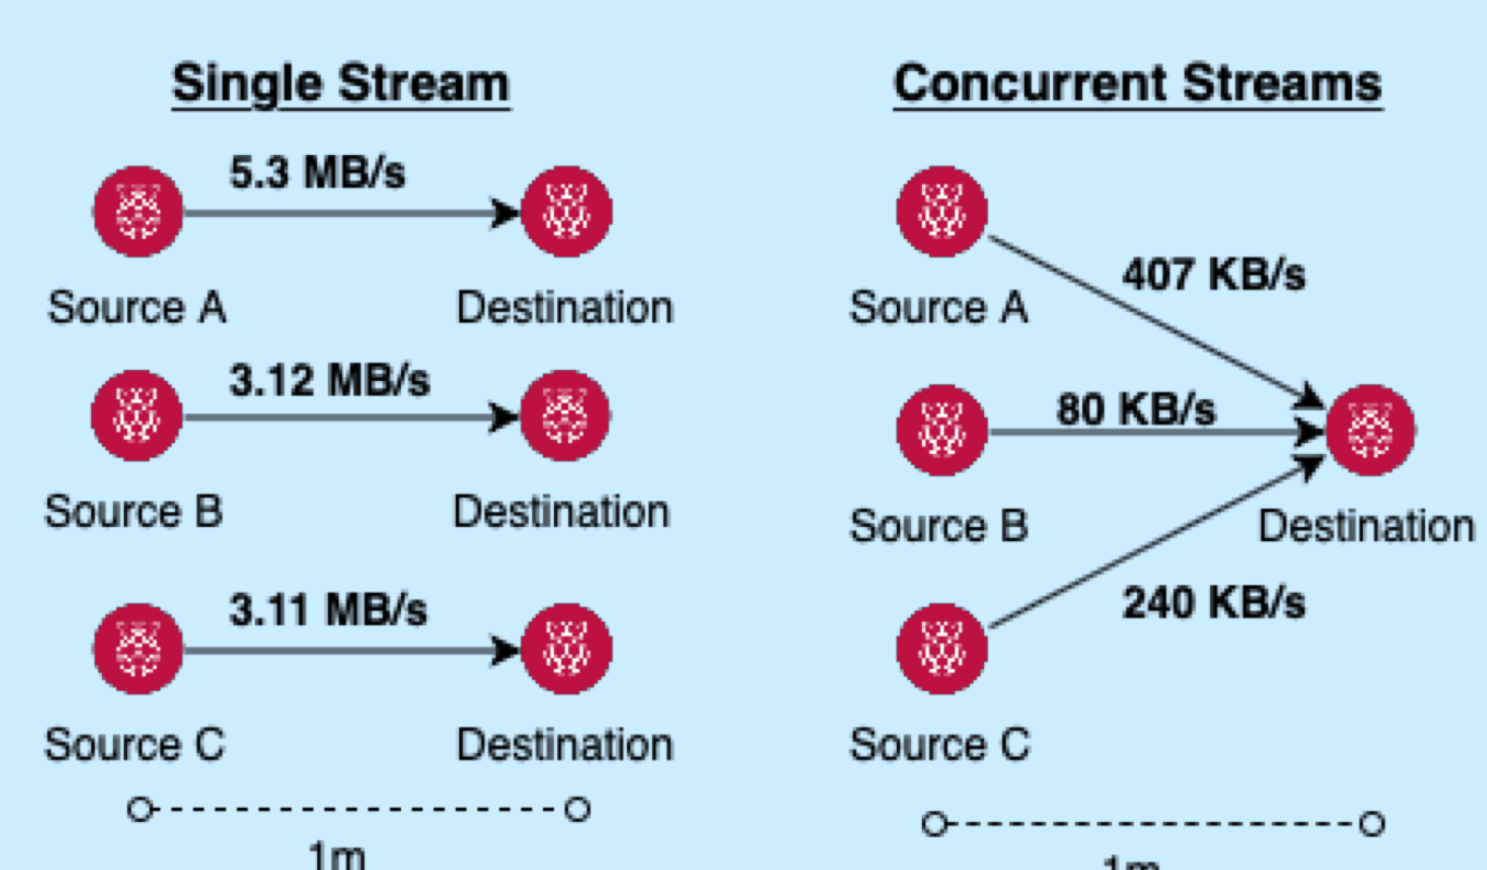 Single Stream
5.3 MB/s
Source A
Destination
3.12 MB/s
Source B
Destination
3.11 MB/s
Source C
Destination
1m
Concurrent Streams
Source A
407 KB/s
80 KB/s
Source B
Destination
240 KB/s
Source C
1m